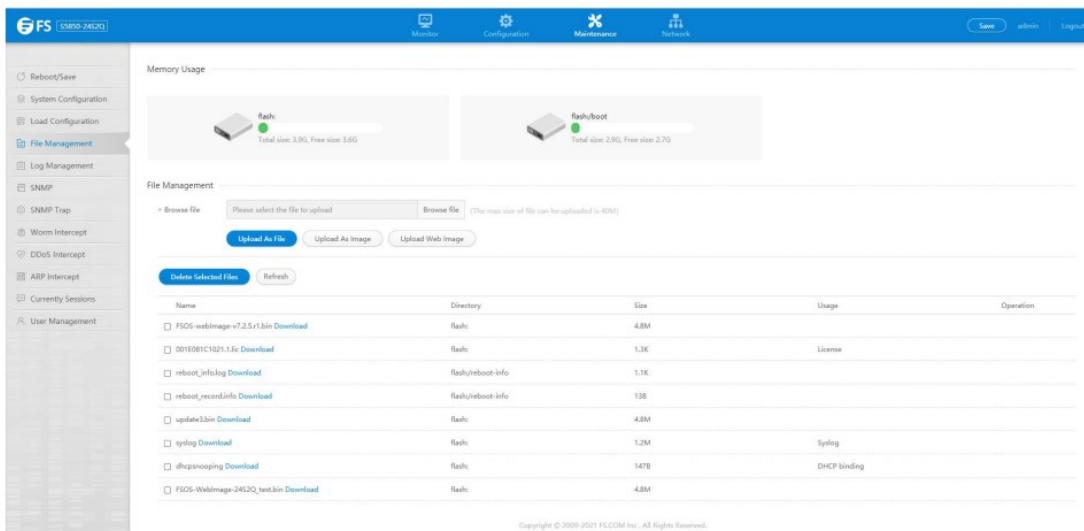 FS S5850-24S2Q
Monitor Configuration Maintenance Network
Save admin Logout
Reboot/Save
System Configuration
Load Configuration
File Management
Log Management
SNMP
SNMP Trap
Worm Intercept
DDoS Intercept
ARP Intercept
Currently Sessions
User Management
Memory Usage
flash:
Total size: 3.9G, Free size: 3.6G
flash:/boot
Total size: 2.9G, Free size: 2.7G
File Management
* Browse file Please select the file to upload Browse file (The max size of file can be uploaded is 40M)
Upload As File Upload As Image Upload Web Image
Delete Selected Files Refresh
Name Directory Size Usage Operation
FSOS-webImage-v7.2.5.r1.bin Download flash: 4.8M
001E081C1021.1.lic Download flash: 1.3K License
reboot_info.log Download flash:/reboot-info 1.1K
reboot_record.info Download flash:/reboot-info 138
update3.bin Download flash: 4.8M
syslog Download flash: 1.2M Syslog
dhcpsnooping Download flash: 147B DHCP binding
FSOS-WebImage-24S2Q_test.bin Download flash: 4.8M
Copyright © 2009-2021 FS.COM Inc . All Rights Reserved.